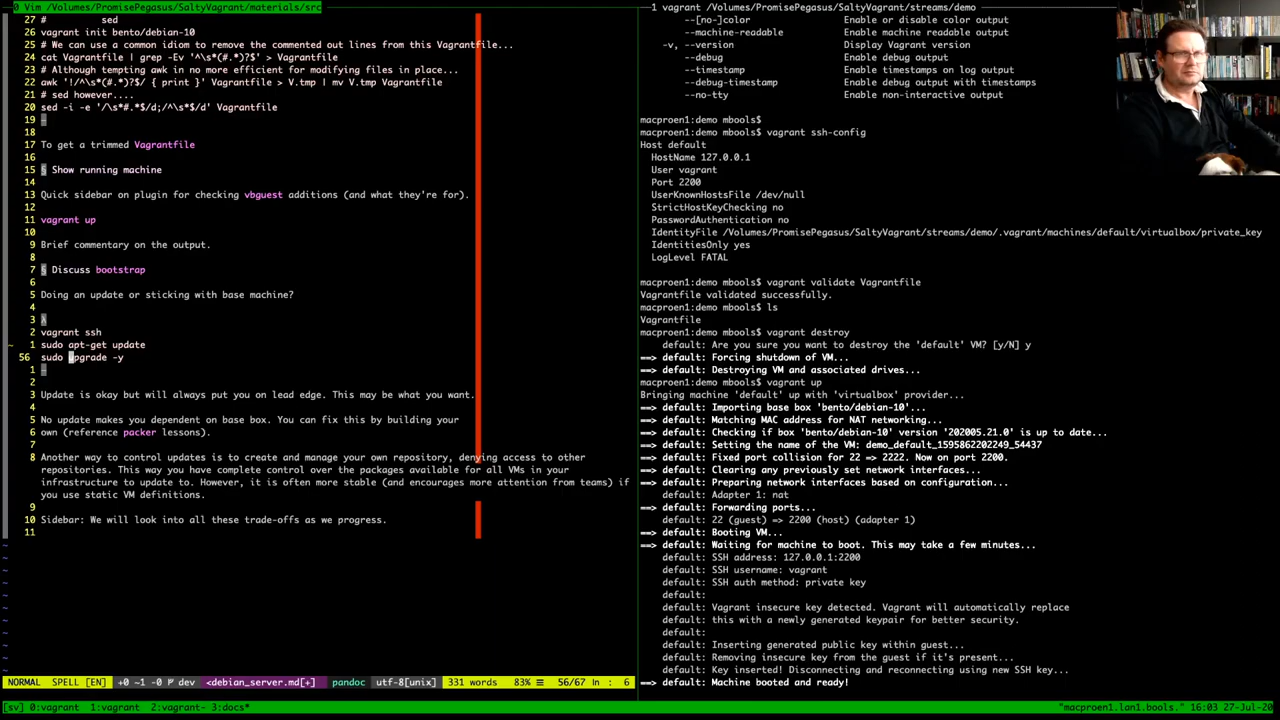 0 Vim /Volumes/PromisePegasus/SaltyVagrant/materials/src
27 #       sed
26 vagrant init bento/debian-10
25 # We can use a common idiom to remove the commented out lines from this Vagrantfile...
24 cat Vagrantfile | grep -Ev '^\s*(#.*)?$' > Vagrantfile
23 # Although tempting awk in no more efficient for modifying files in place...
22 awk '!/^\s*(#.*)?$/ { print }' Vagrantfile > V.tmp | mv V.tmp Vagrantfile
21 # sed however....
20 sed -i -e '/\s*#.*$/d;/^\s*$/d' Vagrantfile
19 ~
18
17 To get a trimmed Vagrantfile
16
15 § Show running machine
14
13 Quick sidebar on plugin for checking vbguest additions (and what they're for).
12
11 vagrant up
10
9 Brief commentary on the output.
8
7 § Discuss bootstrap
6
5 Doing an update or sticking with base machine?
4
3 λ
2 vagrant ssh
~ 1 sudo apt-get update
56 sudo upgrade -y
1 ~
2
3 Update is okay but will always put you on lead edge. This may be what you want.
4
5 No update makes you dependent on base box. You can fix this by building your
6 own (reference packer lessons).
7
8 Another way to control updates is to create and manage your own repository, denying access to other
repositories. This way you have complete control over the packages available for all VMs in your
infrastructure to update to. However, it is often more stable (and encourages more attention from teams) if
you use static VM definitions.
9
10 Sidebar: We will look into all these trade-offs as we progress.
11
~
~
~
~
~
~
~
~
~
~
~
NORMAL SPELL [EN] +0 ~1 -0 dev <debian_server.md[+] pandoc utf-8[unix] 331 words 83% ≡ 56/67 ln : 6
1 vagrant /Volumes/PromisePegasus/SaltyVagrant/streams/demo
--[no-]color Enable or disable color output
--machine-readable Enable machine readable output
-v, --version Display Vagrant version
--debug Enable debug output
--timestamp Enable timestamps on log output
--debug-timestamp Enable debug output with timestamps
--no-tty Enable non-interactive output
macproen1:demo mbools$
macproen1:demo mbools$ vagrant ssh-config
Host default
HostName 127.0.0.1
User vagrant
Port 2200
UserKnownHostsFile /dev/null
StrictHostKeyChecking no
PasswordAuthentication no
IdentityFile /Volumes/PromisePegasus/SaltyVagrant/streams/demo/.vagrant/machines/default/virtualbox/private_key
IdentitiesOnly yes
LogLevel FATAL
macproen1:demo mbools$ vagrant validate Vagrantfile
Vagrantfile validated successfully.
macproen1:demo mbools$ ls
Vagrantfile
macproen1:demo mbools$ vagrant destroy
default: Are you sure you want to destroy the 'default' VM? [y/N] y
==> default: Forcing shutdown of VM...
==> default: Destroying VM and associated drives...
macproen1:demo mbools$ vagrant up
Bringing machine 'default' up with 'virtualbox' provider...
==> default: Importing base box 'bento/debian-10'...
==> default: Matching MAC address for NAT networking...
==> default: Checking if box 'bento/debian-10' version '202005.21.0' is up to date...
==> default: Setting the name of the VM: demo_default_1595862202249_54437
==> default: Fixed port collision for 22 => 2222. Now on port 2200.
==> default: Clearing any previously set network interfaces...
==> default: Preparing network interfaces based on configuration...
default: Adapter 1: nat
==> default: Forwarding ports...
default: 22 (guest) => 2200 (host) (adapter 1)
==> default: Booting VM...
==> default: Waiting for machine to boot. This may take a few minutes...
default: SSH address: 127.0.0.1:2200
default: SSH username: vagrant
default: SSH auth method: private key
default:
default: Vagrant insecure key detected. Vagrant will automatically replace
default: this with a newly generated keypair for better security.
default:
default: Inserting generated public key within guest...
default: Removing insecure key from the guest if it's present...
default: Key inserted! Disconnecting and reconnecting using new SSH key...
==> default: Machine booted and ready!
[sv] 0:vagrant 1:vagrant 2:vagrant- 3:docs* "macproen1.lan1.bools." 16:03 27-Jul-20